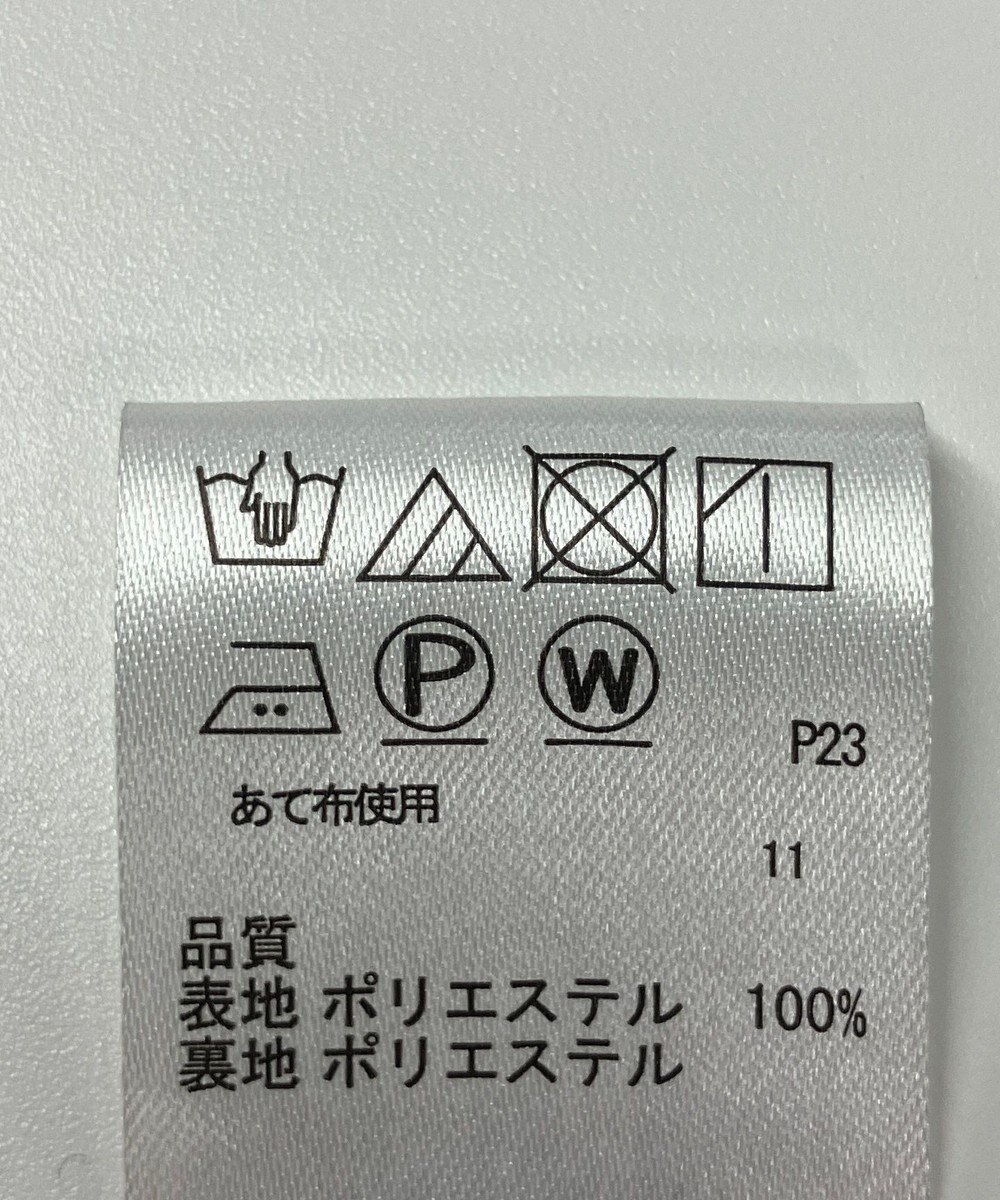 P W
P23
あて布使用
11
品質
表地 ポリエステル 100%
裏地 ポリエステル